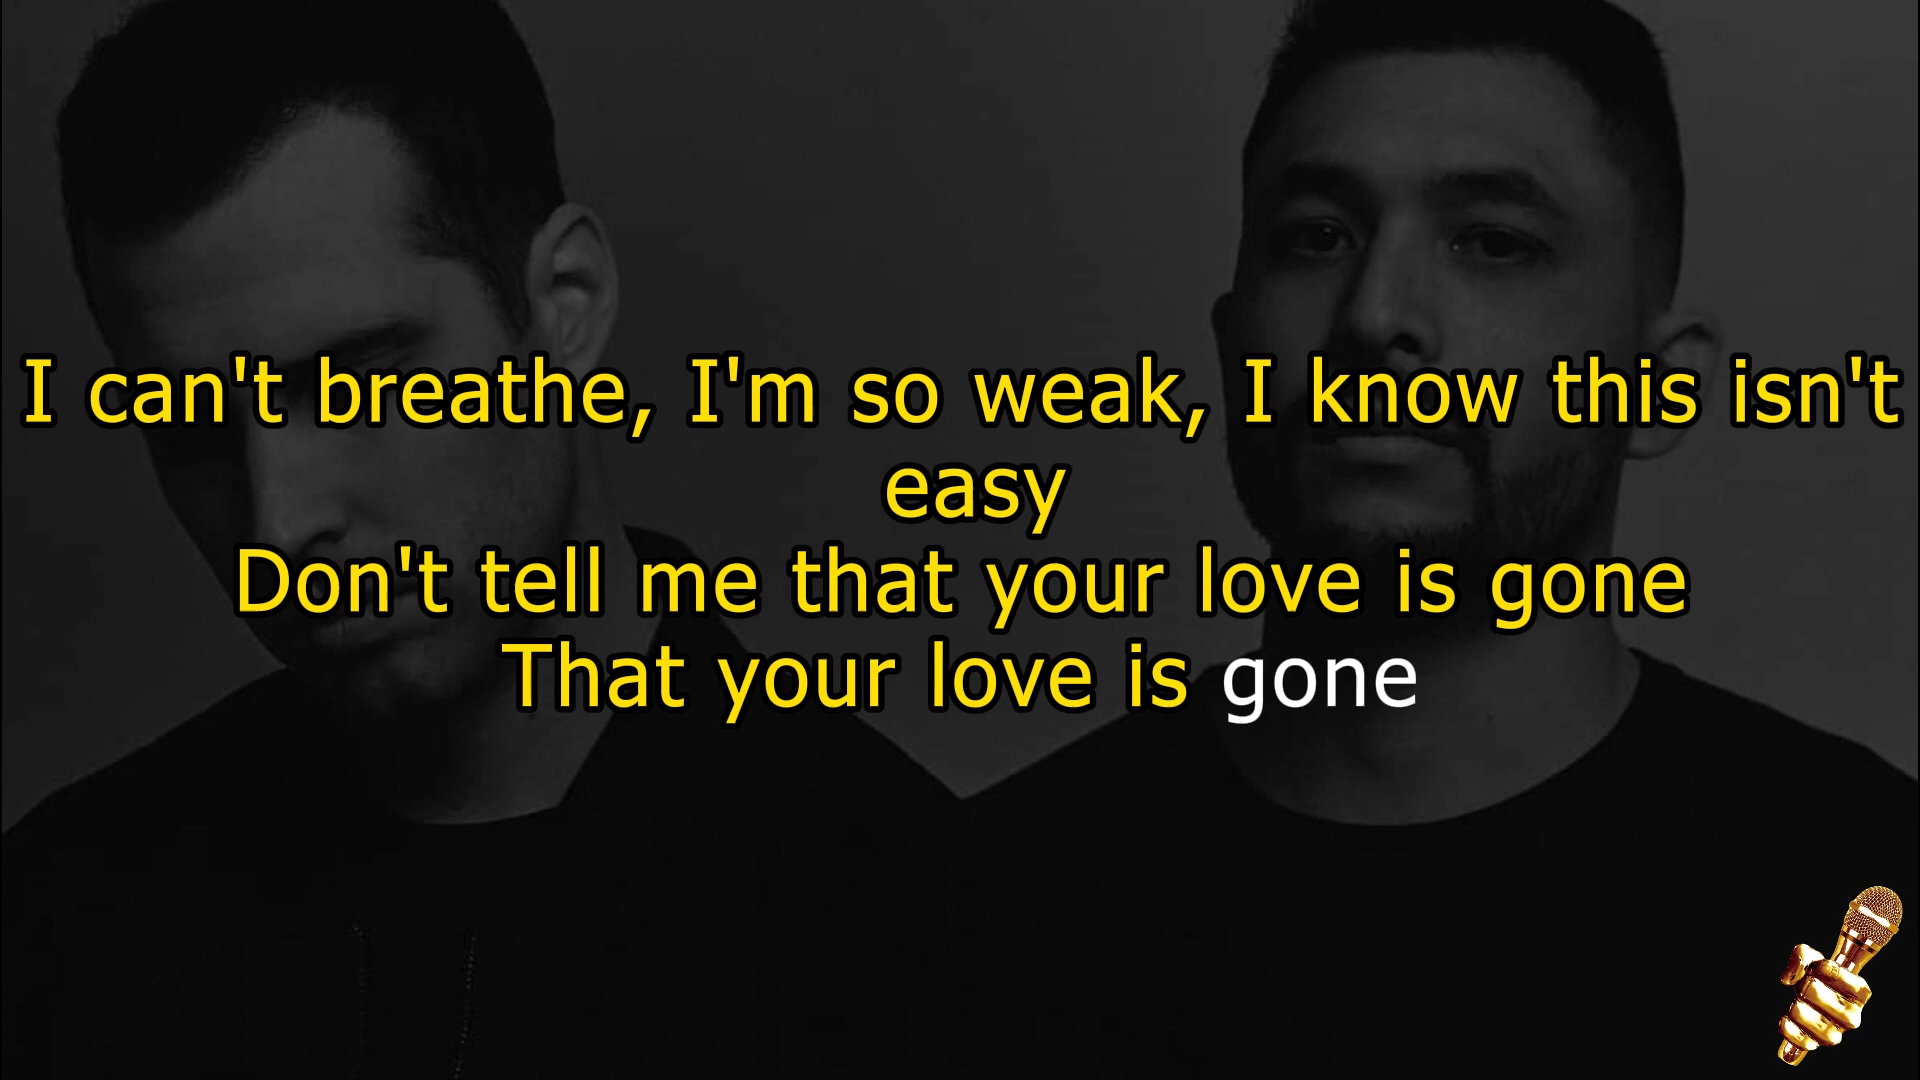 I can't breathe, I'm so weak, I know this isn't
easy
Don't tell me that your love is gone
That your love is gone